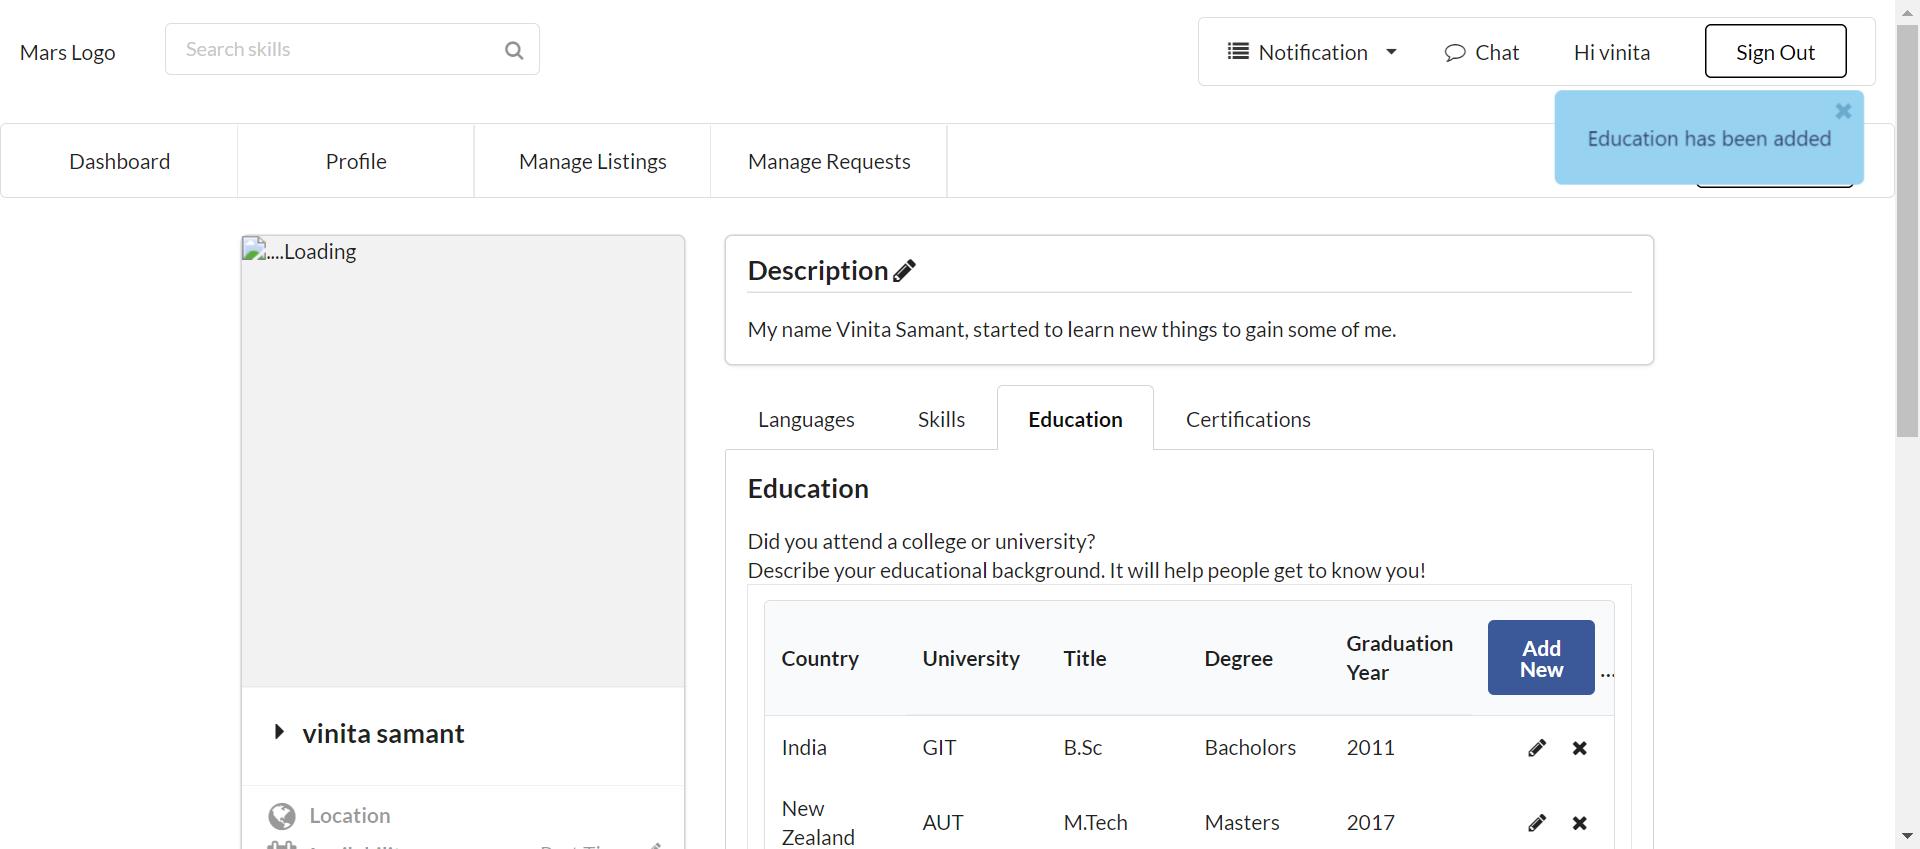 Mars Logo
Search skills
Notification
Chat
Hi vinita
Sign Out
Education has been added
Dashboard
Profile
Manage Listings
Manage Requests
....Loading
vinita samant
Location
Description
My name Vinita Samant, started to learn new things to gain some of me.
Languages
Skills
Education
Certifications
Education
Did you attend a college or university?
Describe your educational background. It will help people get to know you!
Country University Title Degree Graduation Year Add New ...
India GIT B.Sc Bacholors 2011
New Zealand AUT M.Tech Masters 2017